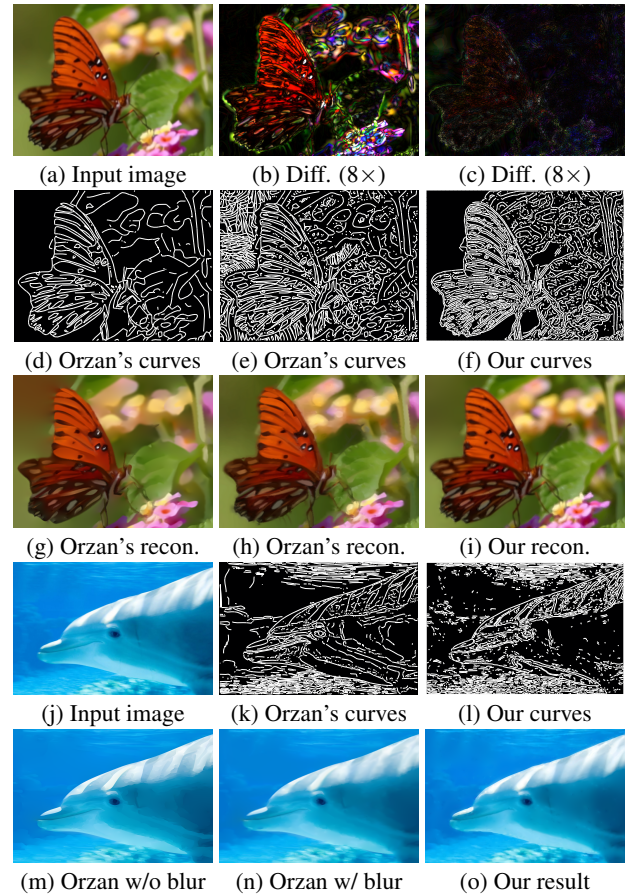 (a) Input image (b) Diff. (8×) (c) Diff. (8×)
(d) Orzan's curves (e) Orzan's curves (f) Our curves
(g) Orzan's recon. (h) Orzan's recon. (i) Our recon.
(j) Input image (k) Orzan's curves (l) Our curves
(m) Orzan w/o blur (n) Orzan w/ blur (o) Our result